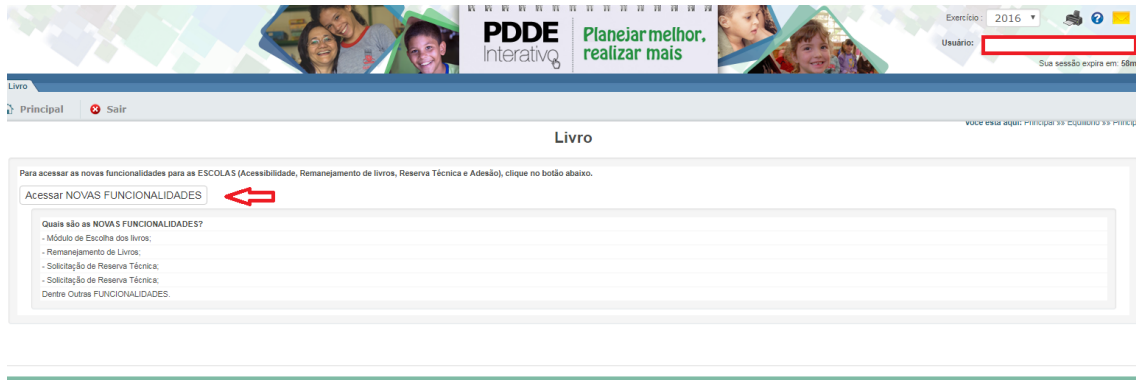 PDDE
Interativo
Planejar melhor,
realizar mais
Exercício : 2016
Usuário:
Sua sessão expira em: 58m
Livro
Principal Sair
Você está aqui: Principal »» Equilíbrio »» Princip
Livro
Para acessar as novas funcionalidades para as ESCOLAS (Acessibilidade, Remanejamento de livros, Reserva Técnica e Adesão), clique no botão abaixo.
Acessar NOVAS FUNCIONALIDADES
Quais são as NOVAS FUNCIONALIDADES?
- Módulo de Escolha dos livros;
- Remanejamento de Livros;
- Solicitação de Reserva Técnica;
- Solicitação de Reserva Técnica;
Dentre Outras FUNCIONALIDADES.